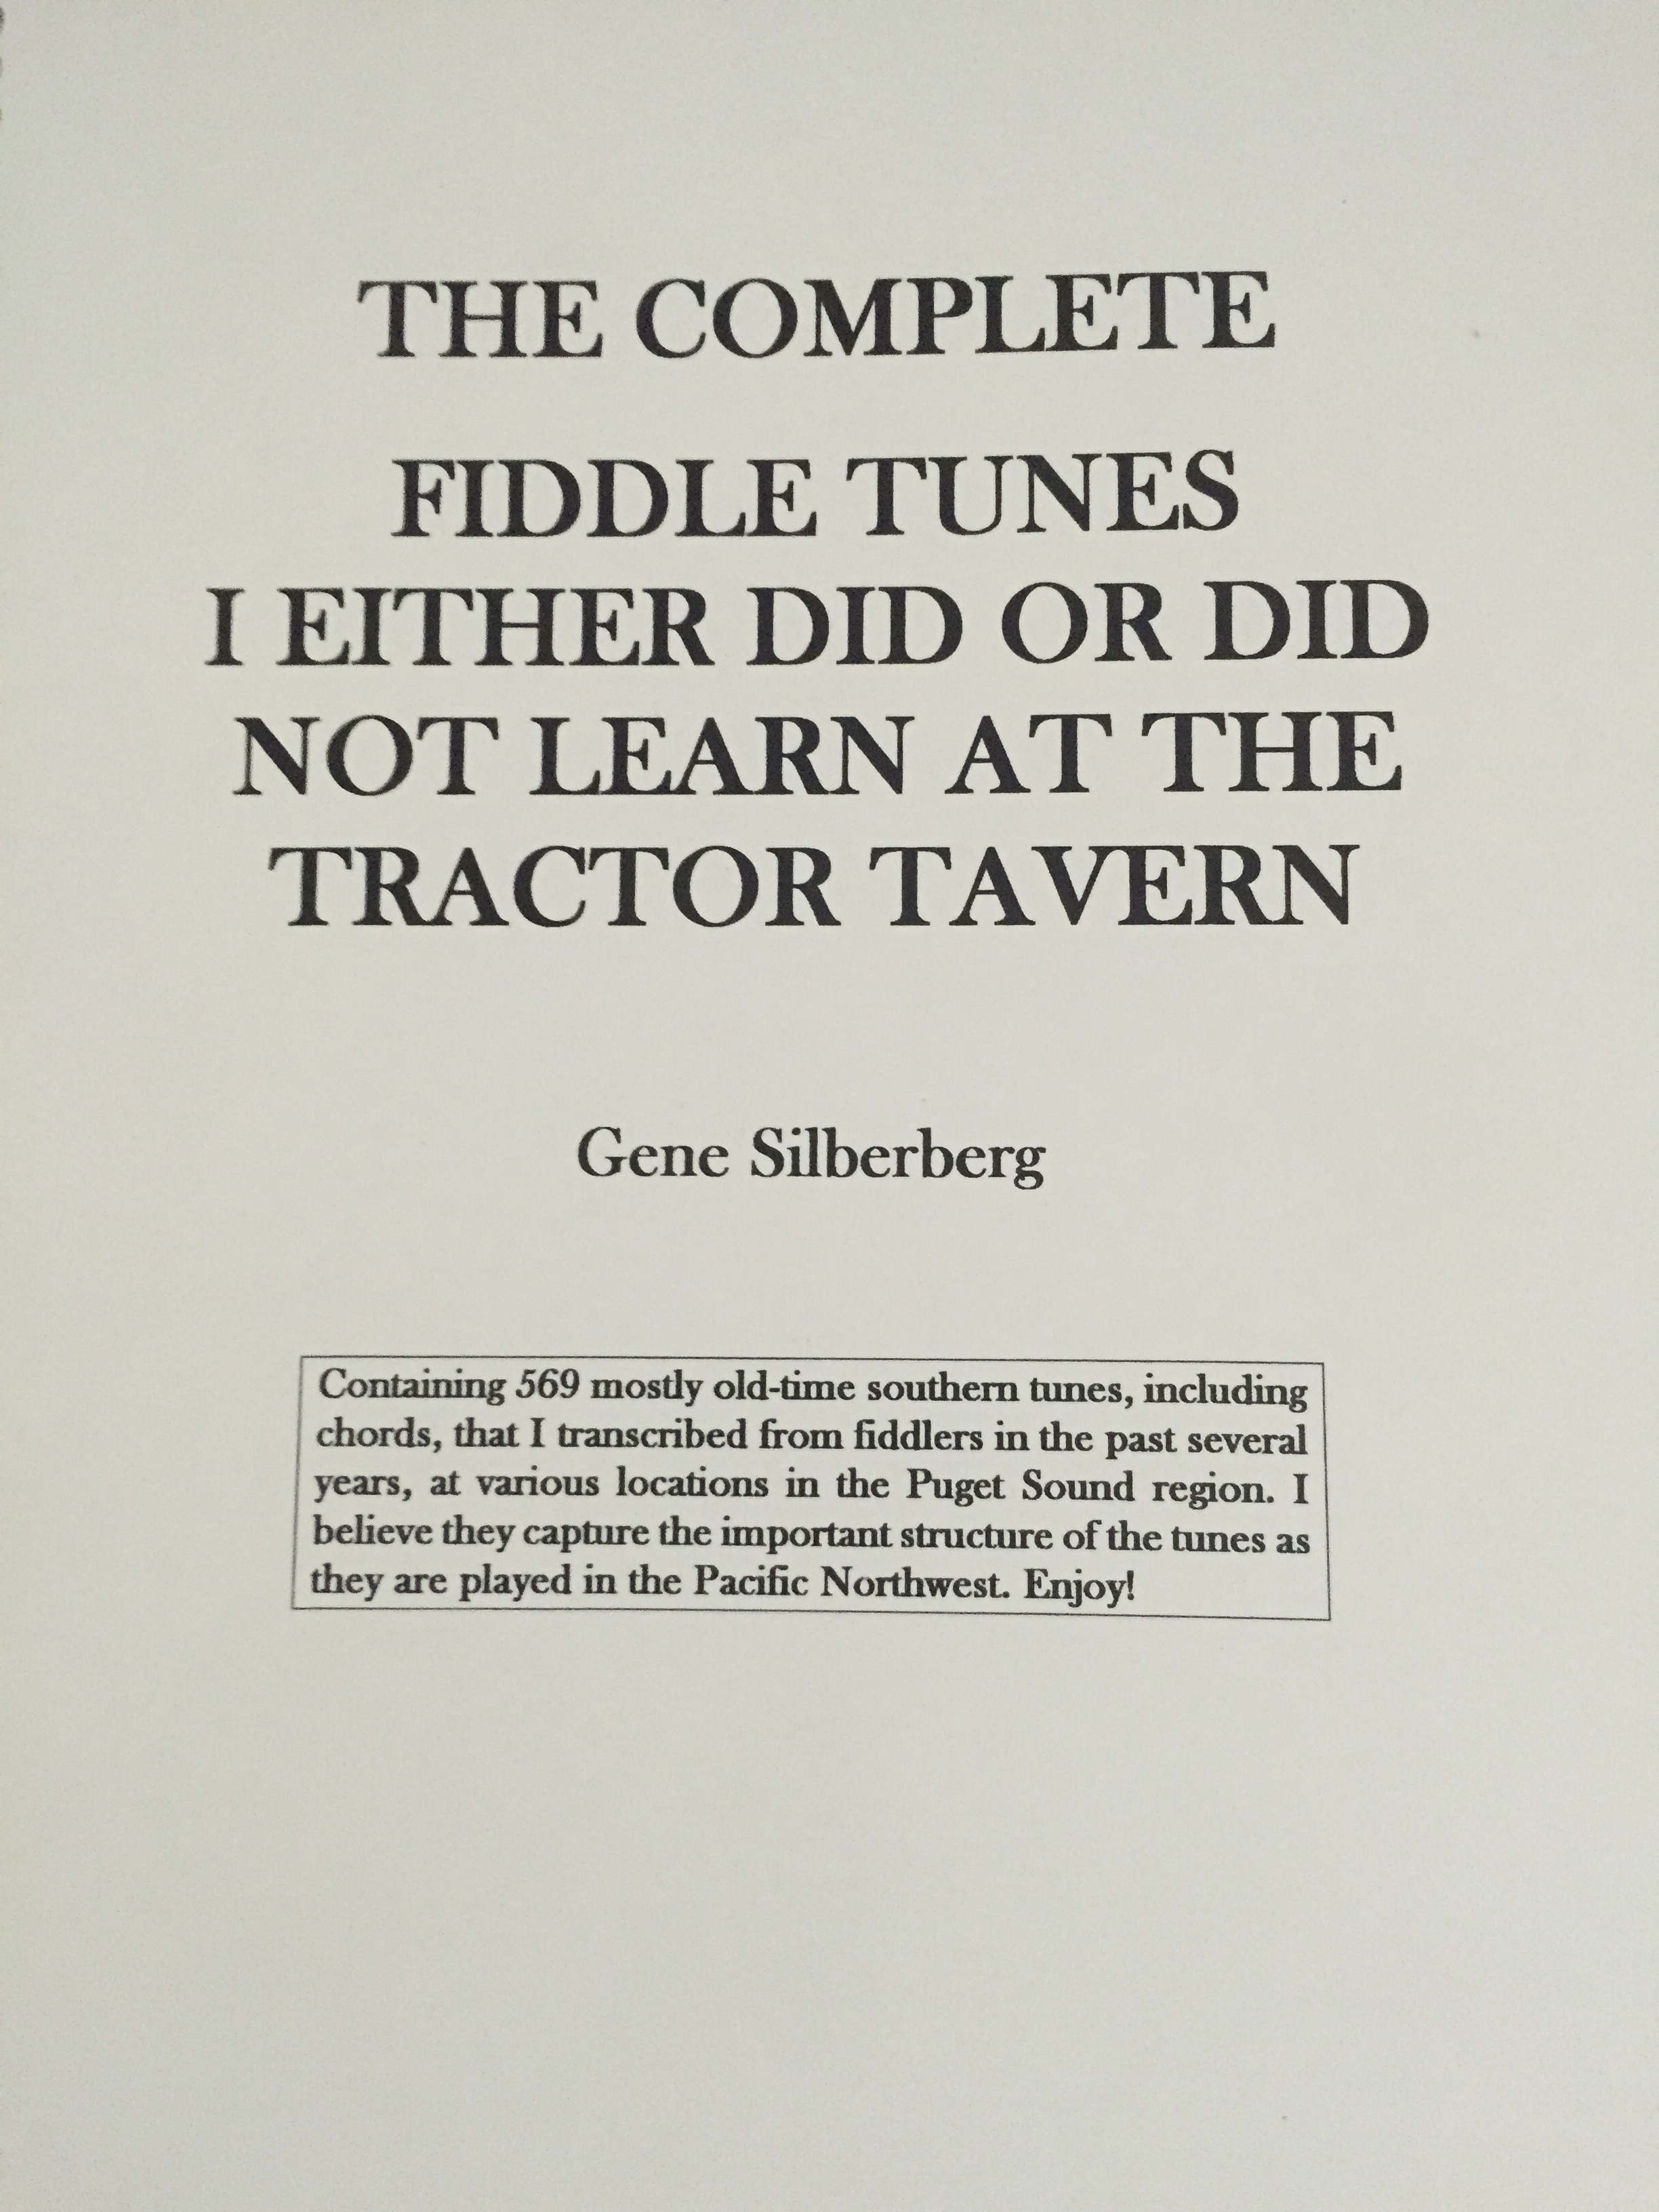 THE COMPLETE
FIDDLE TUNES
I EITHER DID OR DID
NOT LEARN AT THE
TRACTOR TAVERN
Gene Silberberg
Containing 569 mostly old-time southern tunes, including
chords, that I transcribed from fiddlers in the past several
years, at various locations in the Puget Sound region. I
believe they capture the important structure of the tunes as
they are played in the Pacific Northwest. Enjoy!